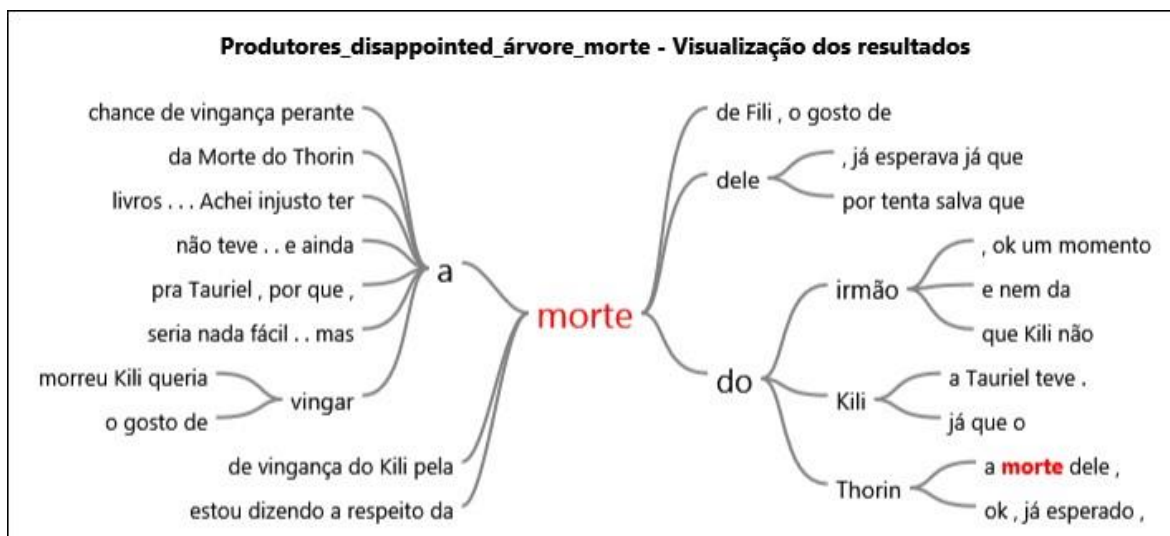 Produtores_disappointed_árvore_morte - Visualização dos resultados
chance de vingança perante
da Morte do Thorin
livros . . . Achei injusto ter
não teve . . e ainda
pra Tauriel , por que ,
seria nada fácil . . mas
morreu Kili queria
o gosto de
vingar
a
de vingança do Kili pela
estou dizendo a respeito da
morte
de Fili , o gosto de
dele
, já esperava já que
por tenta salva que
do
irmão
, ok um momento
e nem da
que Kili não
Kili
a Tauriel teve .
já que o
Thorin
a morte dele ,
ok , já esperado ,